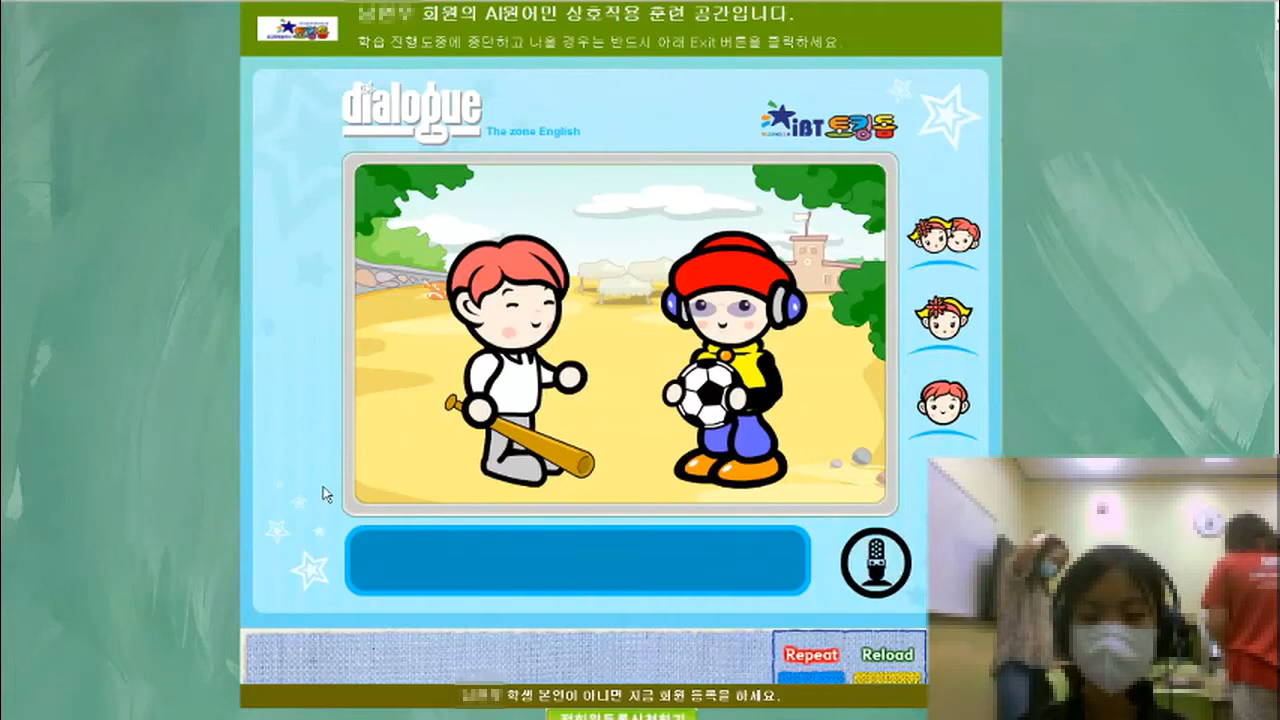 회원의 AI원어민 상호작용 훈련 공간입니다.
학습 진행도중에 중단하고 나올 경우는 반드시 아래 Exit 버튼을 클릭하세요.
dialogue
The zone English
iBT 토킹톰
Repeat
Reload
학생 본인이 아니면 지금 회원 등록을 하세요.